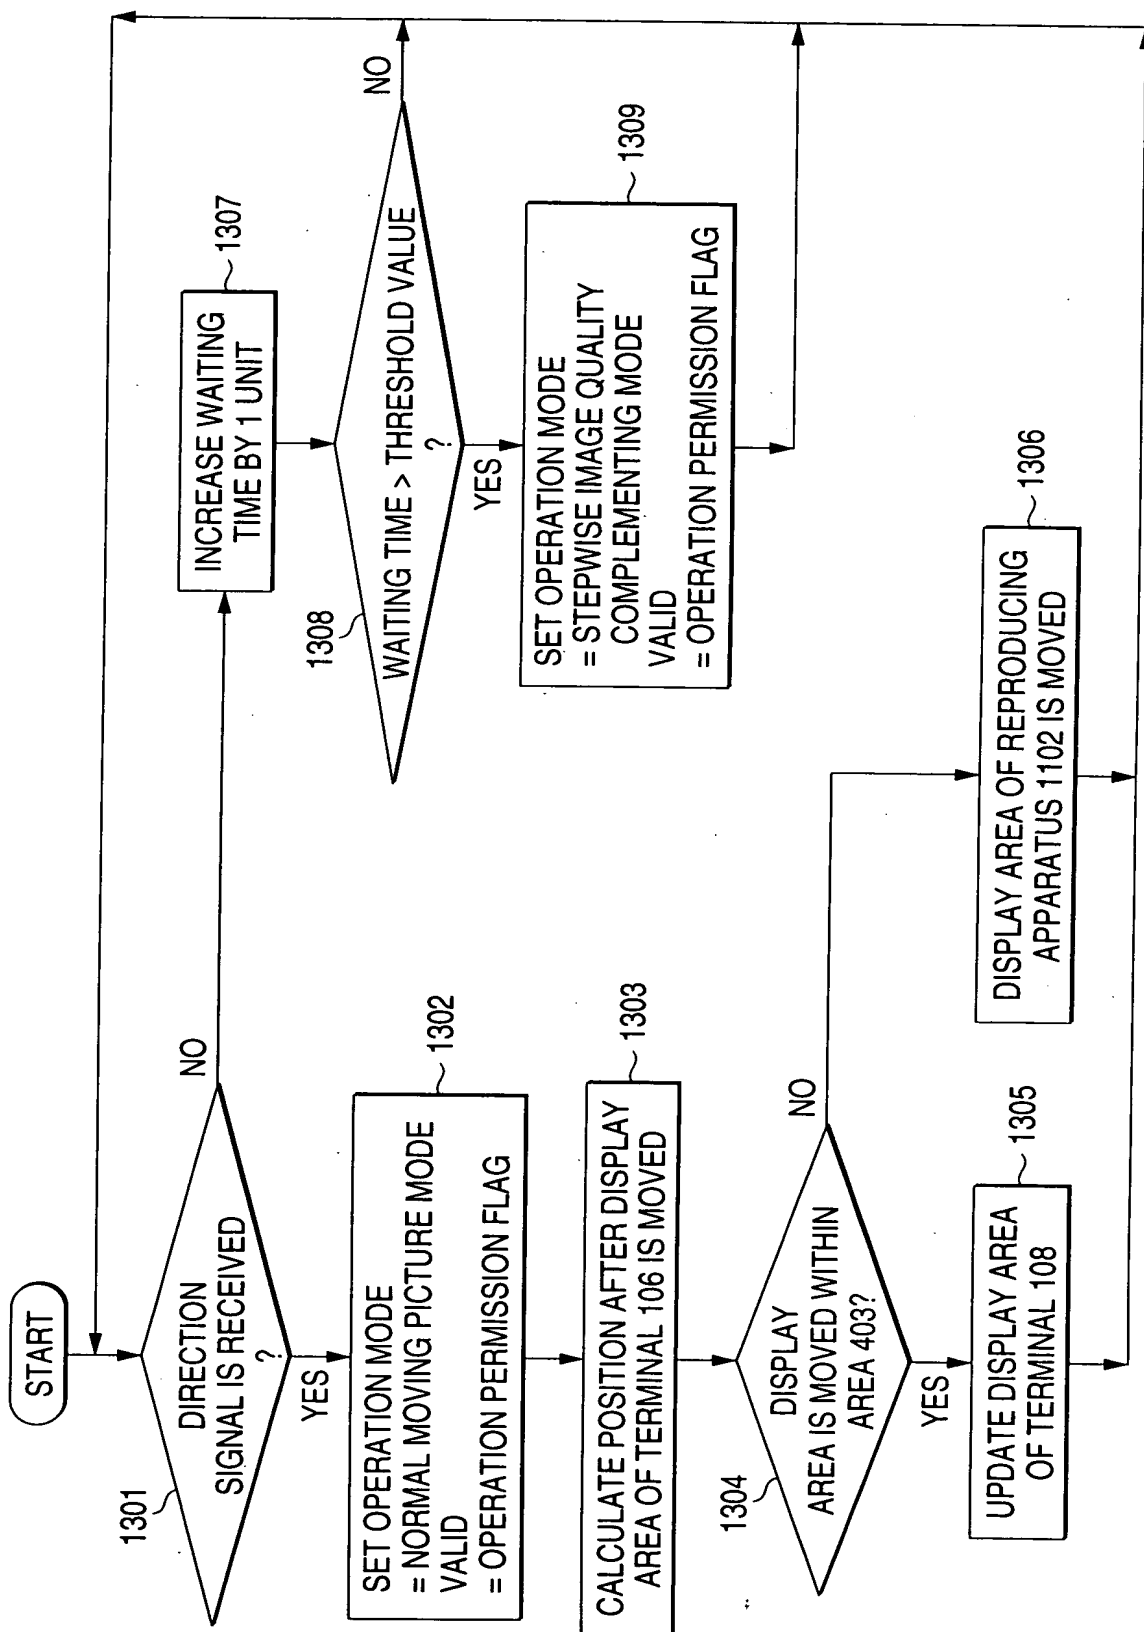 START
1301
DIRECTION
SIGNAL IS RECEIVED
?
NO
YES
1302
SET OPERATION MODE
= NORMAL MOVING PICTURE MODE
VALID
= OPERATION PERMISSION FLAG
1303
CALCULATE POSITION AFTER DISPLAY
AREA OF TERMINAL 106 IS MOVED
1304
DISPLAY
AREA IS MOVED WITHIN
AREA 403?
NO
YES
1305
UPDATE DISPLAY AREA
OF TERMINAL 108
1306
DISPLAY AREA OF REPRODUCING
APPARATUS 1102 IS MOVED
1307
INCREASE WAITING
TIME BY 1 UNIT
1308
WAITING TIME > THRESHOLD VALUE
?
NO
YES
1309
SET OPERATION MODE
= STEPWISE IMAGE QUALITY
COMPLEMENTING MODE
VALID
= OPERATION PERMISSION FLAG